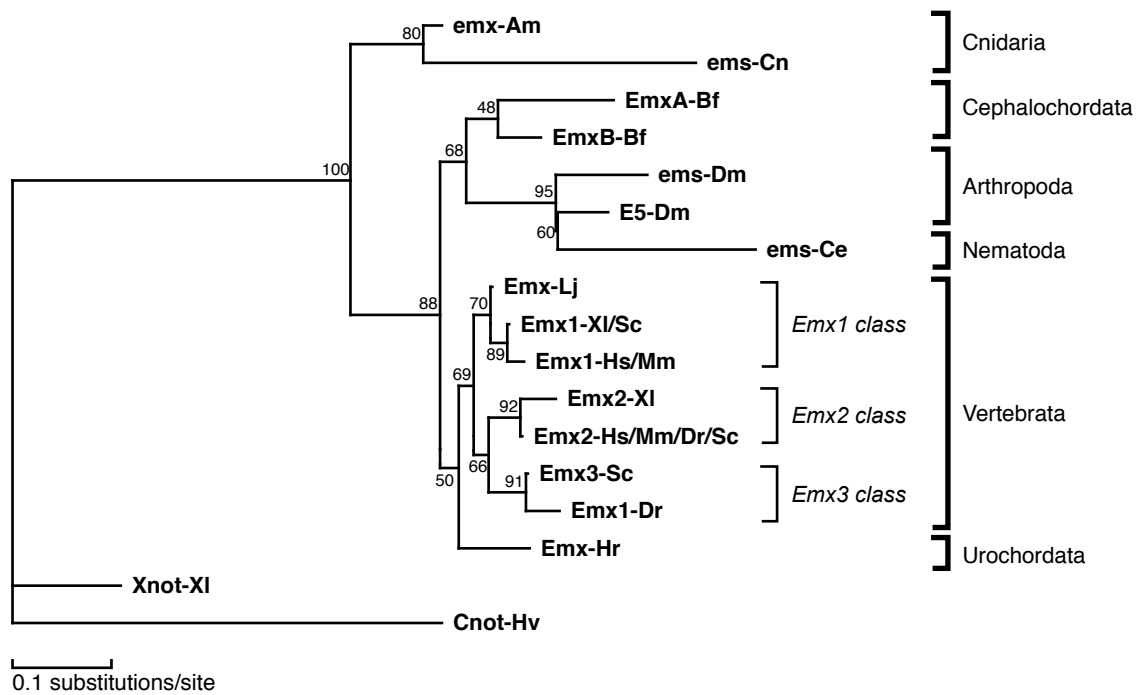 emx-Am
80
Cnidaria
ems-Cn
EmxA-Bf
48
Cephalochordata
EmxB-Bf
68
100
ems-Dm
95
Arthropoda
E5-Dm
60
ems-Ce
Nematoda
Emx-Lj
88
70
Emx1-Xl/Sc
Emx1 class
89
Emx1-Hs/Mm
69
Emx2-Xl
92
Emx2 class
Vertebrata
Emx2-Hs/Mm/Dr/Sc
66
Emx3-Sc
50
91
Emx3 class
Emx1-Dr
Emx-Hr
Urochordata
Xnot-Xl
Cnot-Hv
0.1 substitutions/site